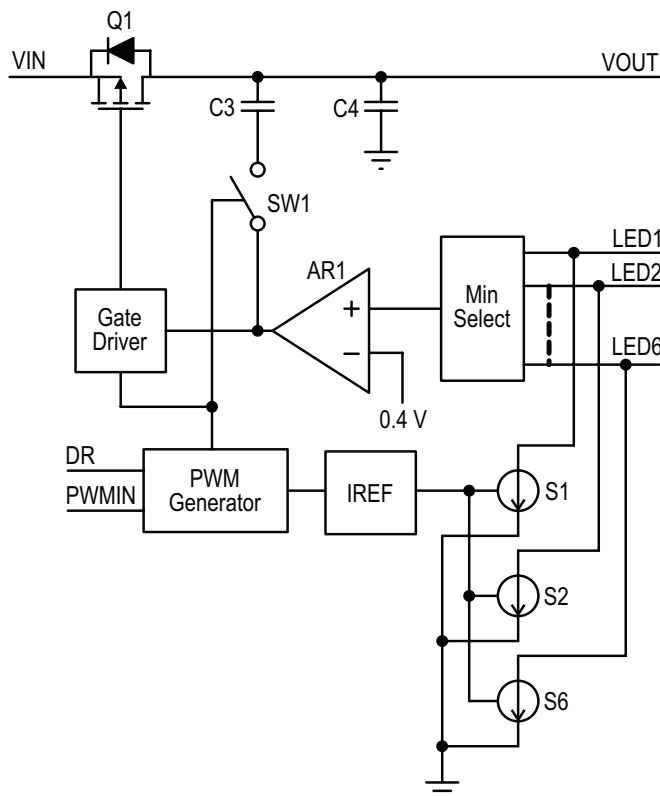 Q1
VIN
VOUT
C3
C4
SW1
LED1
AR1
LED2
Min
Select
+
Gate
Driver
−
LED6
0.4 V
DR
PWM
Generator
IREF
S1
PWMIN
S2
S6